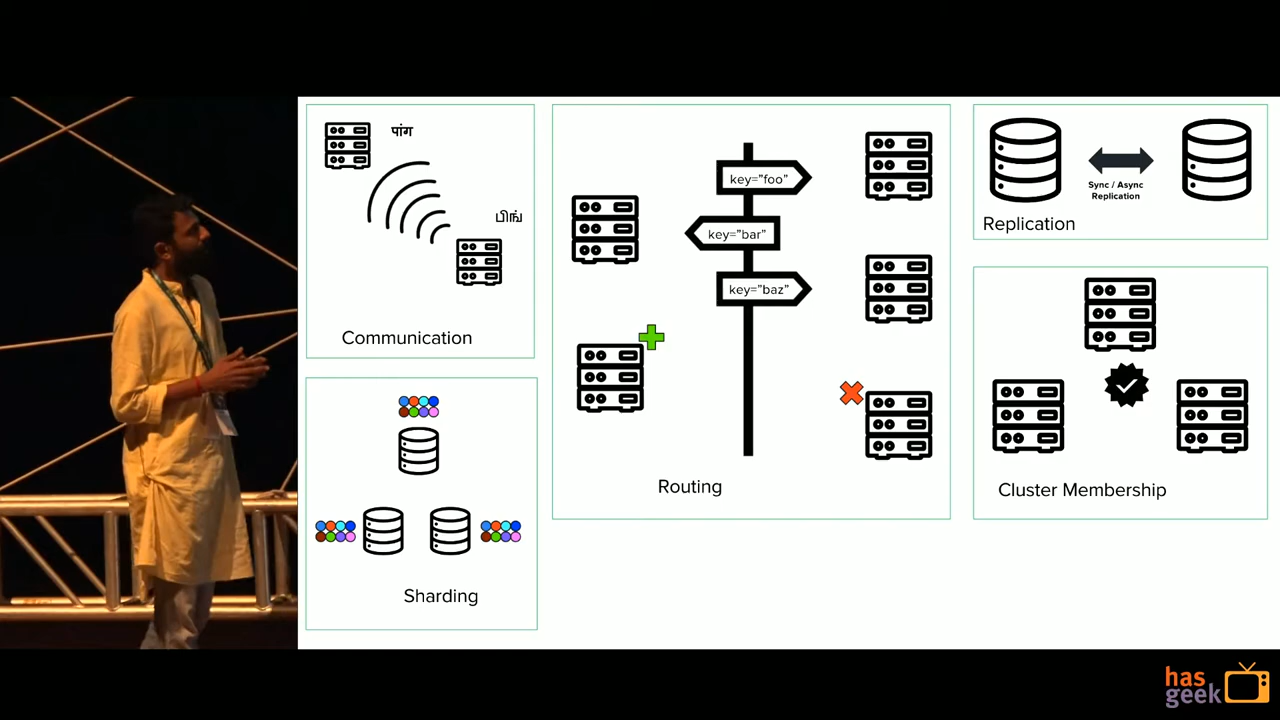 पांग
பிங்
Communication
Sharding
key="foo"
key="bar"
key="baz"
Routing
Sync / Async
Replication
Replication
Cluster Membership
has
geek